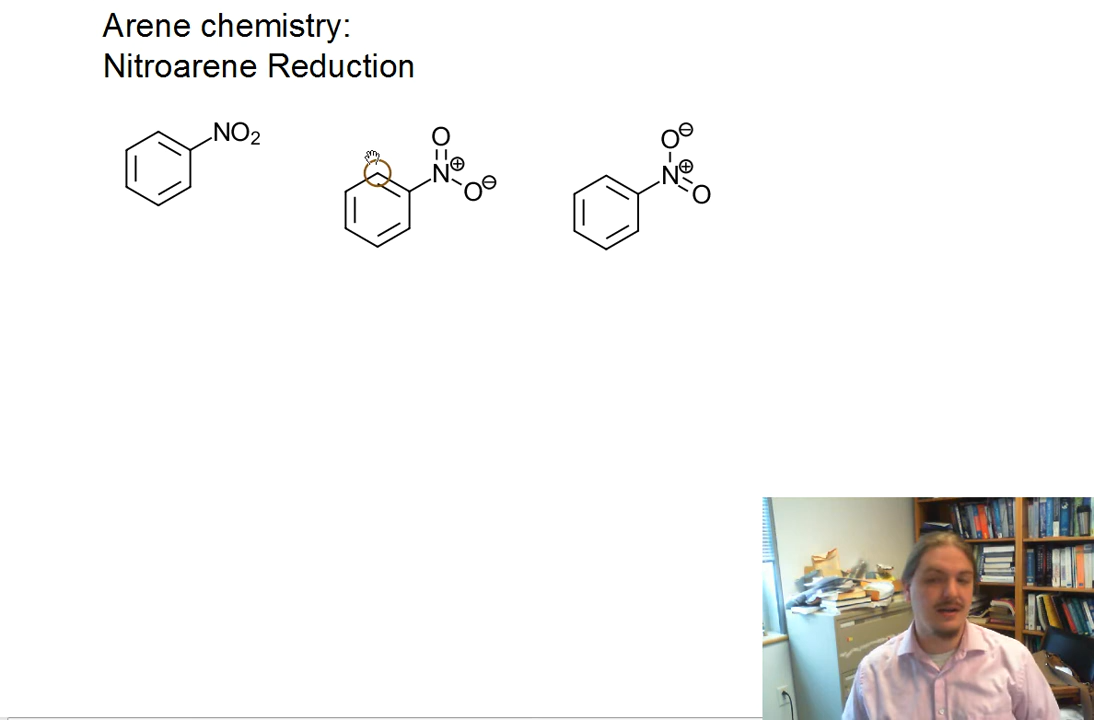 Arene chemistry:
Nitroarene Reduction
NO₂
O
N⊕
O⊖
O⊖
N⊕
O